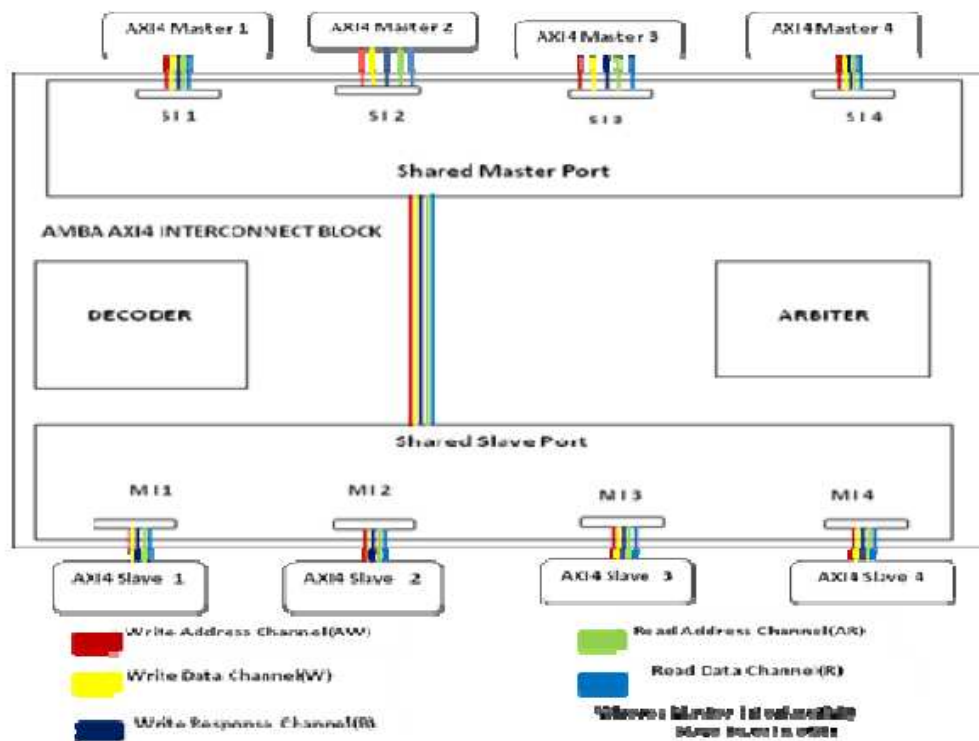 AXI4 Master 1
AXI4 Master 2
AXI4 Master 3
AXI4 Master 4
SI 1
SI 2
SI 3
SI 4
Shared Master Port
AMBA AXI4 INTERCONNECT BLOCK
DECODER
ARBITER
Shared Slave Port
MI 1
MI 2
MI 3
MI 4
AXI4 Slave 1
AXI4 Slave 2
AXI4 Slave 3
AXI4 Slave 4
Write Address Channel(AW)
Read Address Channel(AR)
Write Data Channel(W)
Read Data Channel(R)
Write Response Channel(B)